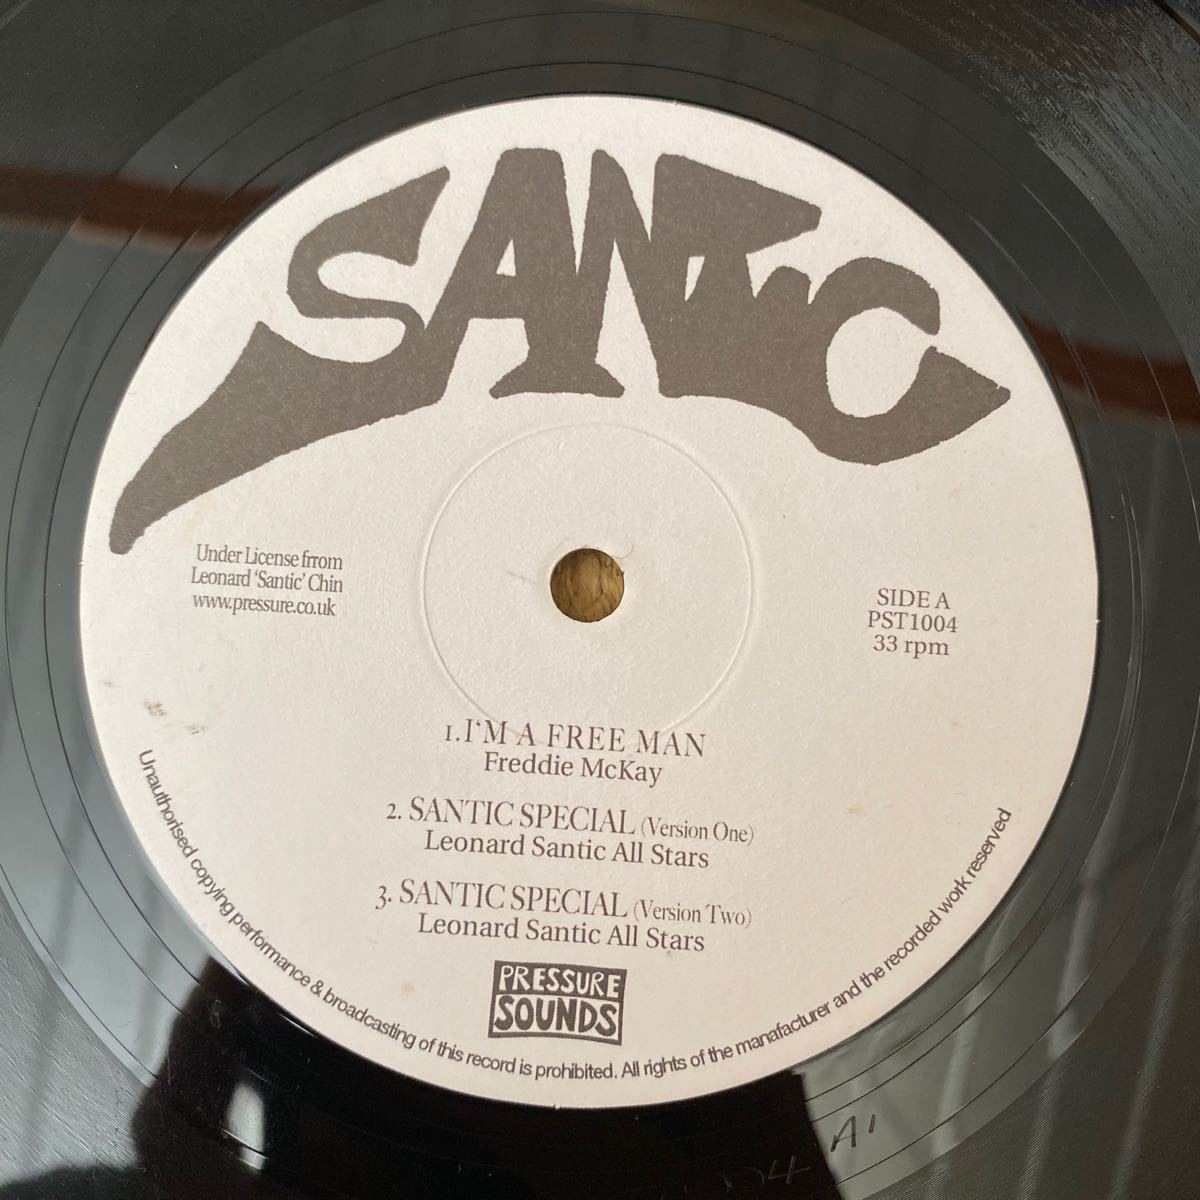 SANTIC
Under License frrom
Leonard 'Santic' Chin
www.pressure.co.uk
SIDE A
PST1004
33 rpm
1. I'M A FREE MAN
Freddie McKay
2. SANTIC SPECIAL (Version One)
Leonard Santic All Stars
3. SANTIC SPECIAL (Version Two)
Leonard Santic All Stars
PRESSURE
SOUNDS
Unauthorised copying performance & broadcasting of this record is prohibited. All rights of the manafacturer and the recorded work reserved
A1